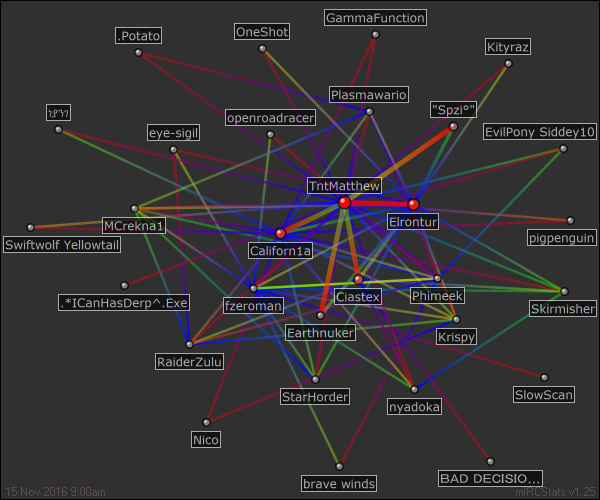 GammaFunction
.Potato
OneShot
Kityraz
Plasmawario
"Spzi°"
openroadracer
eye-sigil
EvilPony Siddey10
TntMatthew
MCrekna1
Elrontur
Swiftwolf Yellowtail
Californ1a
pigpenguin
.*ICanHasDerp^.Exe
fzeroman
Ciastex
Phimeek
Skirmisher
Earthnuker
Krispy
RaiderZulu
StarHorder
nyadoka
SlowScan
Nico
brave winds
BAD DECISIO...
15 Nov 2016 9:00am
mIRCStats v1.25